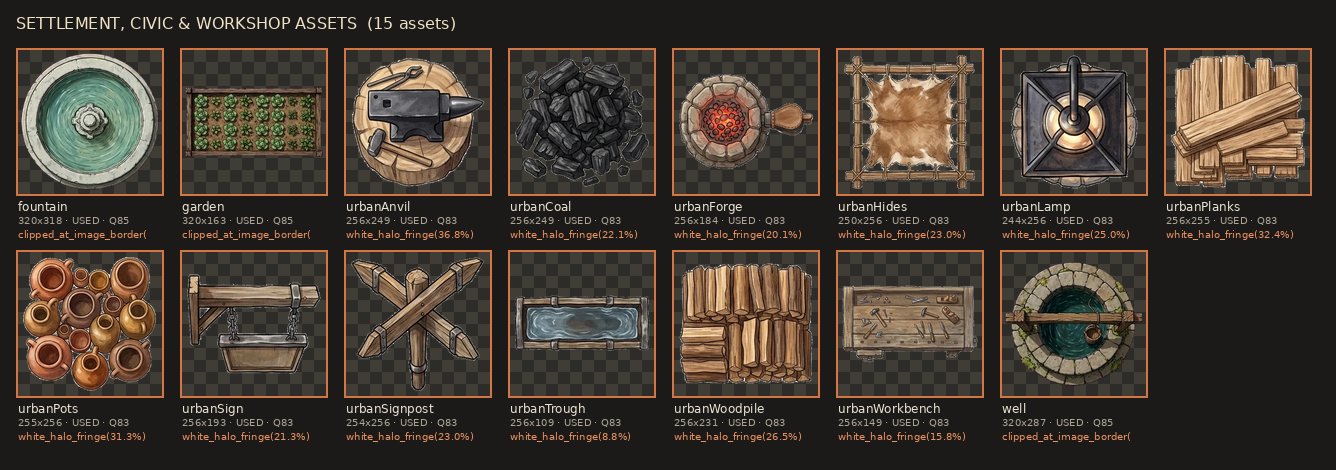 SETTLEMENT, CIVIC & WORKSHOP ASSETS (15 assets)
fountain
320x318 · USED · Q85
clipped_at_image_border(
garden
320x163 · USED · Q85
clipped_at_image_border(
urbanAnvil
256x249 · USED · Q83
white_halo_fringe(36.8%)
urbanCoal
256x249 · USED · Q83
white_halo_fringe(22.1%)
urbanForge
256x184 · USED · Q83
white_halo_fringe(20.1%)
urbanHides
250x256 · USED · Q83
white_halo_fringe(23.0%)
urbanLamp
244x256 · USED · Q83
white_halo_fringe(25.0%)
urbanPlanks
256x255 · USED · Q83
white_halo_fringe(32.4%)
urbanPots
255x256 · USED · Q83
white_halo_fringe(31.3%)
urbanSign
256x193 · USED · Q83
white_halo_fringe(21.3%)
urbanSignpost
254x256 · USED · Q83
white_halo_fringe(23.0%)
urbanTrough
256x109 · USED · Q83
white_halo_fringe(8.8%)
urbanWoodpile
256x231 · USED · Q83
white_halo_fringe(26.5%)
urbanWorkbench
256x149 · USED · Q83
white_halo_fringe(15.8%)
well
320x287 · USED · Q85
clipped_at_image_border(